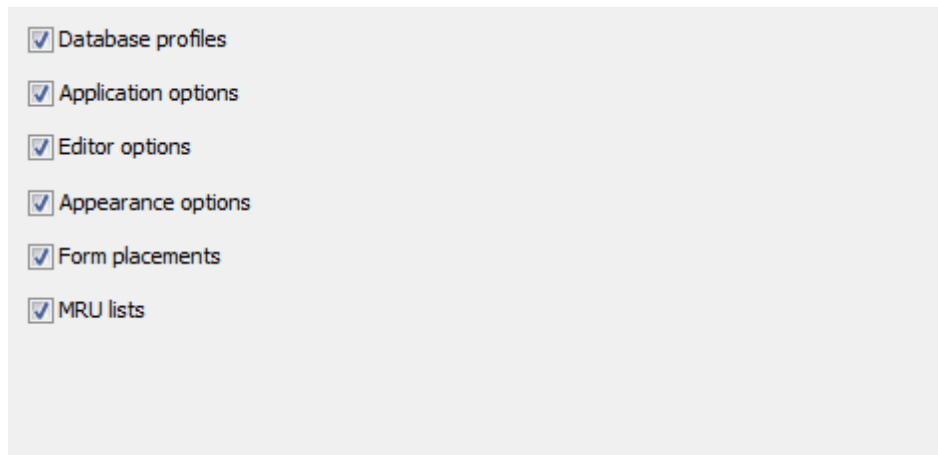 Database profiles
Application options
Editor options
Appearance options
Form placements
MRU lists